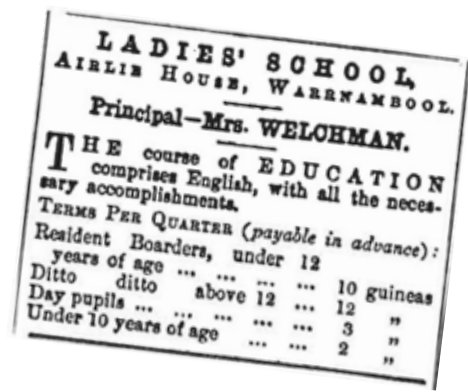 LADIES' SCHOOL,
AIRLIE HOUSE, WARRNAMBOOL.
Principal—Mrs. WELCHMAN.
THE course of EDUCATION
comprises English, with all the neces-
sary accomplishments.
TERMS PER QUARTER (payable in advance):
Resident Boarders, under 12
years of age ... ... ... ... 10 guineas
Ditto ditto above 12 ... 12 "
Day pupils ... ... ... ... ... 3 "
Under 10 years of age ... ... 2 "